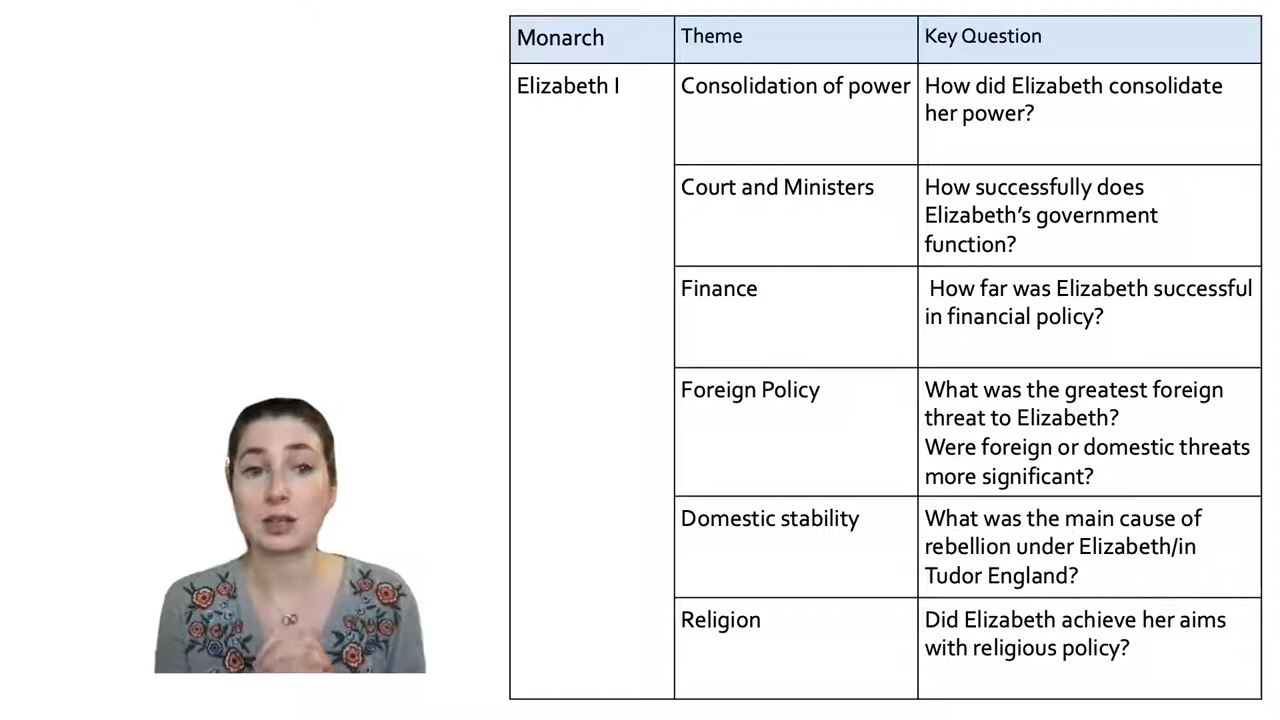 Monarch
Theme
Key Question
Elizabeth I
Consolidation of power
How did Elizabeth consolidate
her power?
Court and Ministers
How successfully does
Elizabeth’s government
function?
Finance
How far was Elizabeth successful
in financial policy?
Foreign Policy
What was the greatest foreign
threat to Elizabeth?
Were foreign or domestic threats
more significant?
Domestic stability
What was the main cause of
rebellion under Elizabeth/in
Tudor England?
Religion
Did Elizabeth achieve her aims
with religious policy?